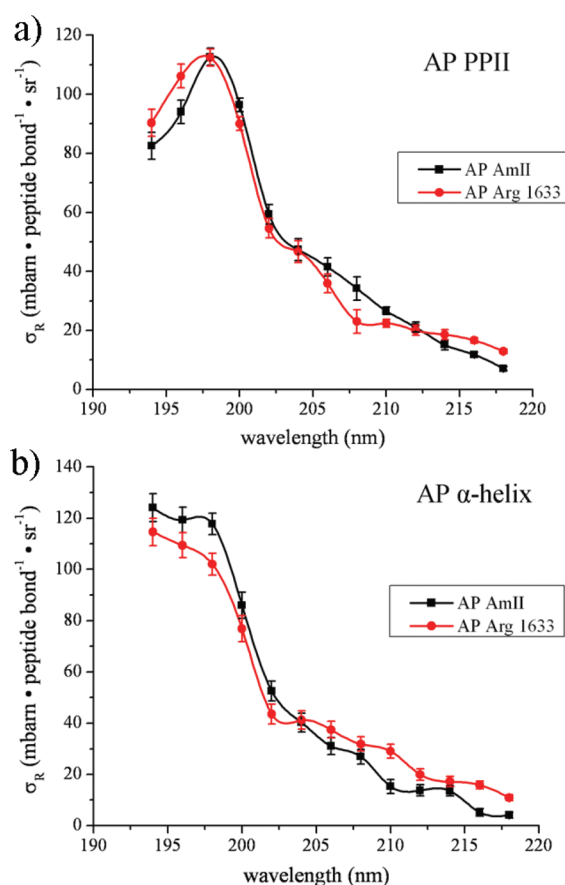 a)
AP PPII
AP AmII
AP Arg 1633
σR (mbam • peptide bond⁻¹ • sr⁻¹)
120
100
80
60
40
20
0
190 195 200 205 210 215 220
wavelength (nm)
b)
AP α-helix
AP AmII
AP Arg 1633
σR (mbam • peptide bond⁻¹ • sr⁻¹)
140
120
100
80
60
40
20
0
190 195 200 205 210 215 220
wavelength (nm)